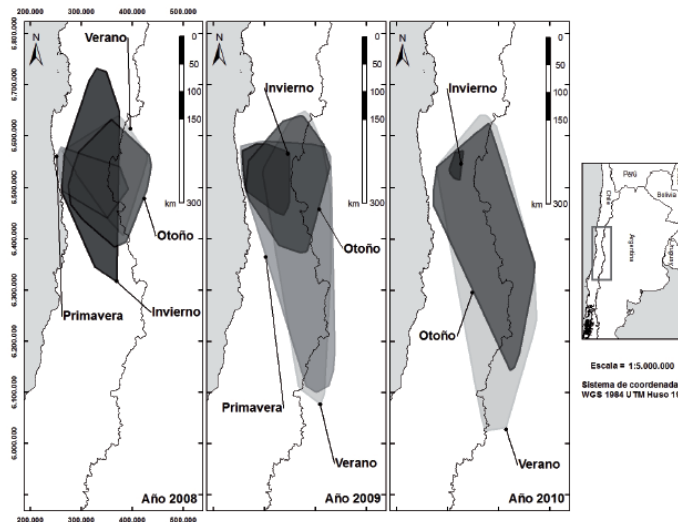 200.000 300.000 400.000 500.000
6.800.000
6.700.000
6.600.000
6.500.000
6.400.000
6.300.000
6.200.000
6.100.000
6.000.000
N
Verano
0
50
100
150
km 300
Otoño
Invierno
Primavera
Año 2008
200.000 300.000 400.000 500.000
N
Invierno
0
50
100
150
km 300
Otoño
Primavera
Verano
Año 2009
N
Invierno
0
50
100
150
km 300
Otoño
Verano
Año 2010
Perú
Bolivia
Chile
Argentina
Uruguay
Escala = 1:5.000.000
Sistema de coordenada
WGS 1984 UTM Huso 19